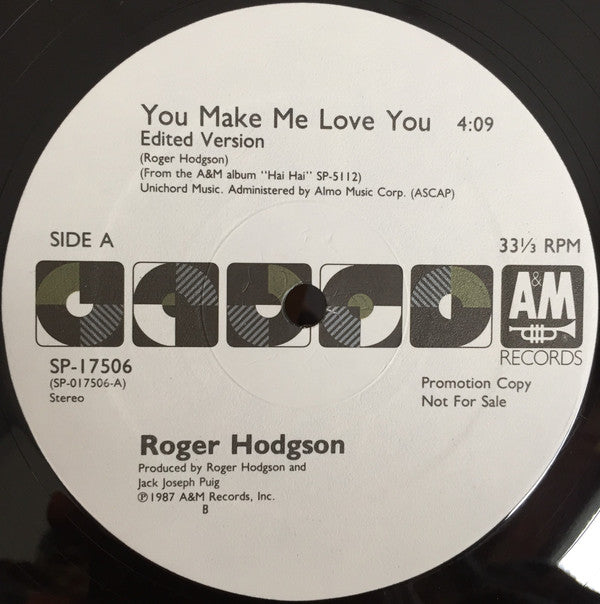 You Make Me Love You 4:09
Edited Version
(Roger Hodgson)
(From the A&M album "Hai Hai" SP-5112)
Unichord Music. Administered by Almo Music Corp. (ASCAP)
SIDE A
33⅓ RPM
A&M
RECORDS
SP-17506
(SP-017506-A)
Stereo
Promotion Copy
Not For Sale
Roger Hodgson
Produced by Roger Hodgson and
Jack Joseph Puig
℗1987 A&M Records, Inc.
B